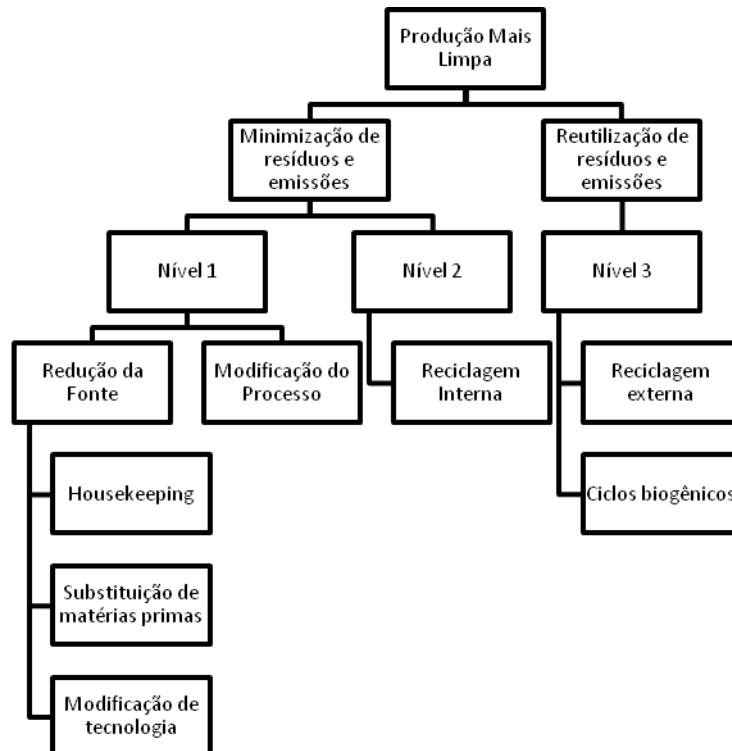 Produção Mais
Limpa
Minimização de
resíduos e
emissões
Reutilização de
resíduos e
emissões
Nível 1
Nível 2
Nível 3
Redução da
Fonte
Modificação do
Processo
Reciclagem
Interna
Reciclagem
externa
Housekeeping
Ciclos biogênicos
Substituição de
matérias primas
Modificação de
tecnologia